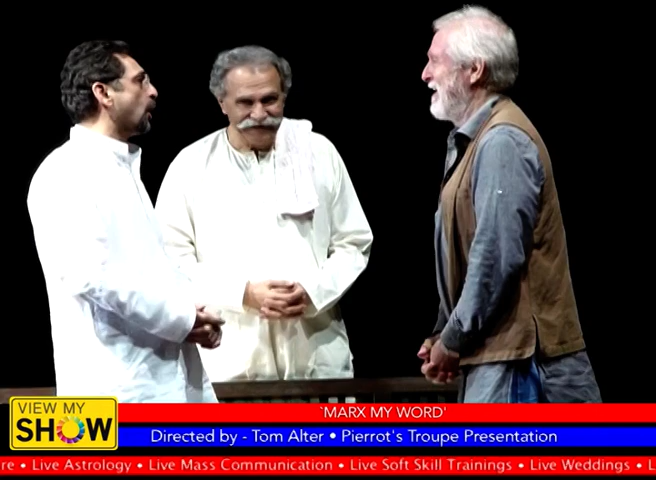 VIEW MY
SHOW
`MARX MY WORD'
Directed by - Tom Alter • Pierrot's Troupe Presentation
re • Live Astrology • Live Mass Communication • Live Soft Skill Trainings • Live Weddings • L